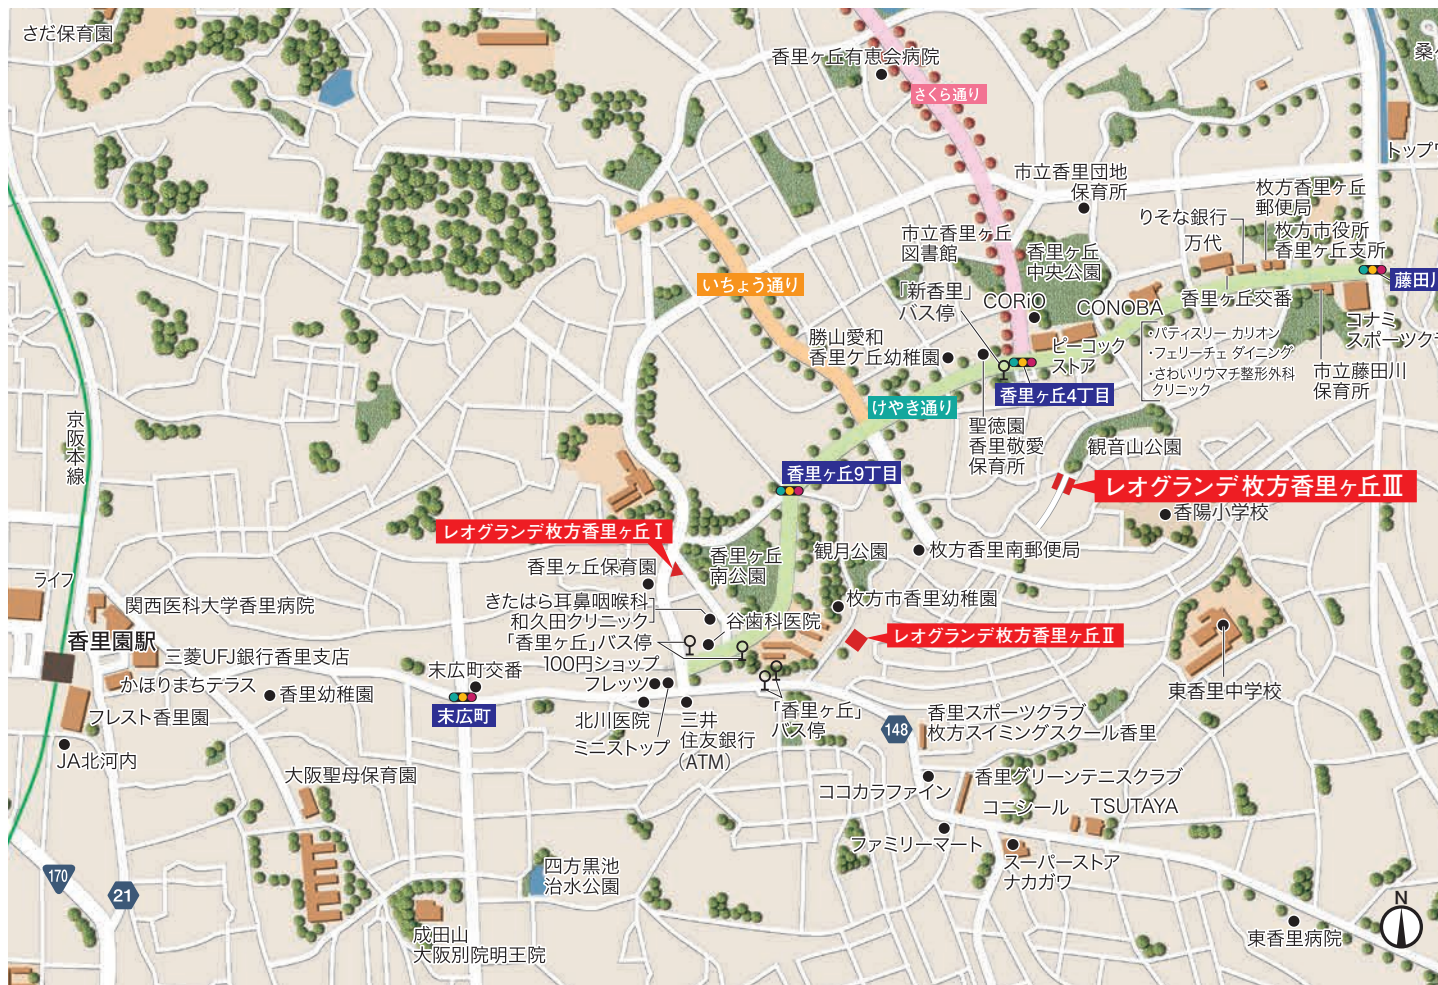 さだ保育園
香里ヶ丘有恵会病院
さくら通り
桑
トップ
市立香里団地
保育所
枚方香里ヶ丘
郵便局
りそな銀行
万代
枚方市役所
香里ヶ丘支所
市立香里ヶ丘
図書館
香里ヶ丘
中央公園
いちょう通り
「新香里」
バス停
CORiO
CONOBA
香里ヶ丘交番
藤田川
コナミ
スポーツク
・パティスリー カリオン
・フェリーチェ ダイニング
・さわいリウマチ整形外科
クリニック
勝山愛和
香里ケ丘幼稚園
ピーコック
ストア
市立藤田川
保育所
香里ヶ丘4丁目
けやき通り
京阪本線
聖徳園
香里敬愛
保育所
観音山公園
香里ヶ丘9丁目
レオグランデ枚方香里ヶ丘Ⅲ
香陽小学校
レオグランデ枚方香里ヶ丘Ⅰ
香里ヶ丘
南公園
観月公園
枚方香里南郵便局
香里ヶ丘保育園
ライフ
関西医科大学香里病院
きたはら耳鼻咽喉科
和久田クリニック
枚方市香里幼稚園
谷歯科医院
レオグランデ枚方香里ヶ丘Ⅱ
香里園駅
「香里ヶ丘」バス停
三菱UFJ銀行香里支店
100円ショップ
フレッツ
末広町交番
かほりまちテラス
香里幼稚園
東香里中学校
フレスト香里園
末広町
北川医院
ミニストップ
三井
住友銀行
(ATM)
「香里ヶ丘」
バス停
148
香里スポーツクラブ
枚方スイミングスクール香里
JA北河内
大阪聖母保育園
香里グリーンテニスクラブ
ココカラファイン
コニシール
TSUTAYA
ファミリーマート
スーパーストア
ナカガワ
170
21
四方黒池
治水公園
N
成田山
大阪別院明王院
東香里病院